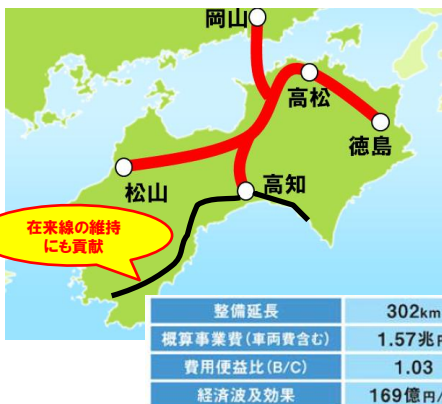 岡山
高松
徳島
松山
高知
在来線の維持
にも貢献
整備延長 302km
概算事業費(車両費含む) 1.57兆円
費用便益比(B/C) 1.03
経済波及効果 169億円/